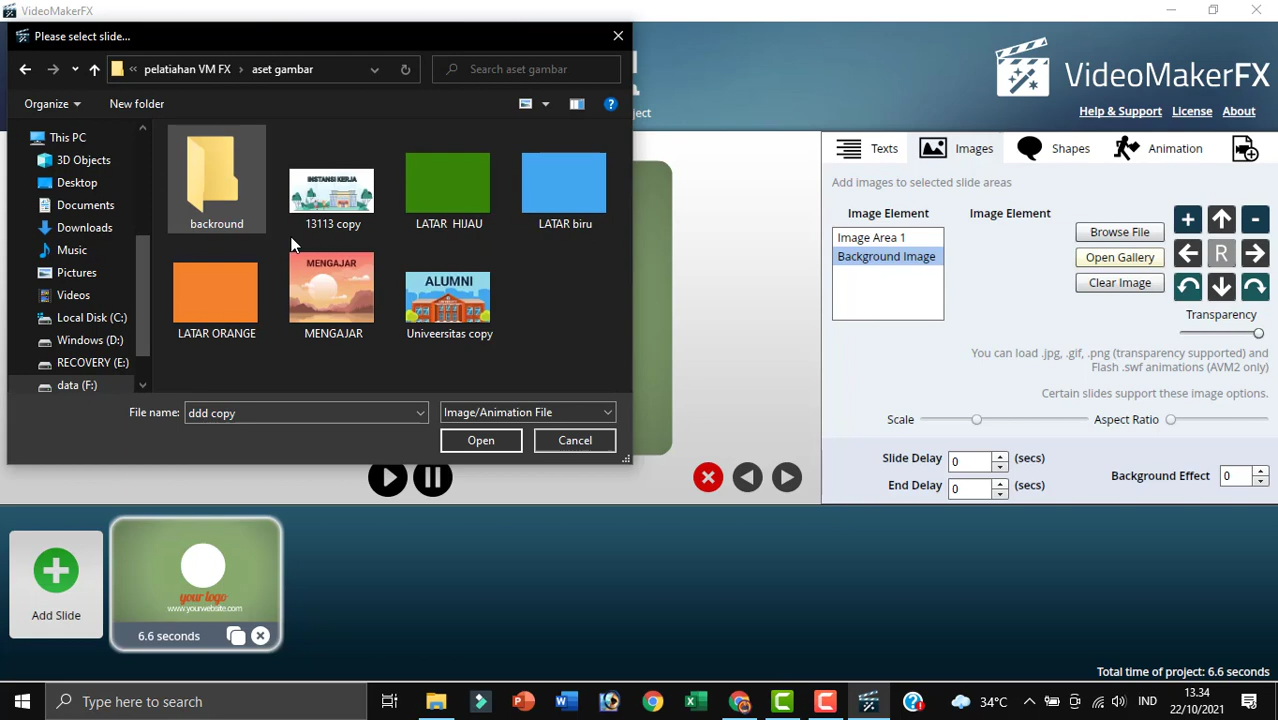 VideoMakerFX
Please select slide...
pelatiahan VM FX
aset gambar
Search aset gambar
Organize
New folder
This PC
3D Objects
Desktop
Documents
Downloads
Music
Pictures
Videos
Local Disk (C:)
Windows (D:)
RECOVERY (E:)
data (F:)
backround
INSTANSI KERJA
13113 copy
LATAR  HIJAU
LATAR biru
LATAR ORANGE
MENGAJAR
MENGAJAR
ALUMNI
Univeersitas copy
File name:
ddd copy
Image/Animation File
Open
Cancel
ject
VideoMakerFX
Help & Support
License
About
Texts
Images
Shapes
Animation
Add images to selected slide areas
Image Element
Image Element
Image Area 1
Background Image
Browse File
Open Gallery
Clear Image
+
-
R
Transparency
You can load .jpg, .gif, .png (transparency supported) and
Flash .swf animations (AVM2 only)
Certain slides support these image options.
Scale
Aspect Ratio
Slide Delay
0
(secs)
End Delay
0
(secs)
Background Effect
0
Add Slide
your logo
www.yourwebsite.com
6.6 seconds
Total time of project: 6.6 seconds
Type here to search
34°C
IND
13.34
22/10/2021